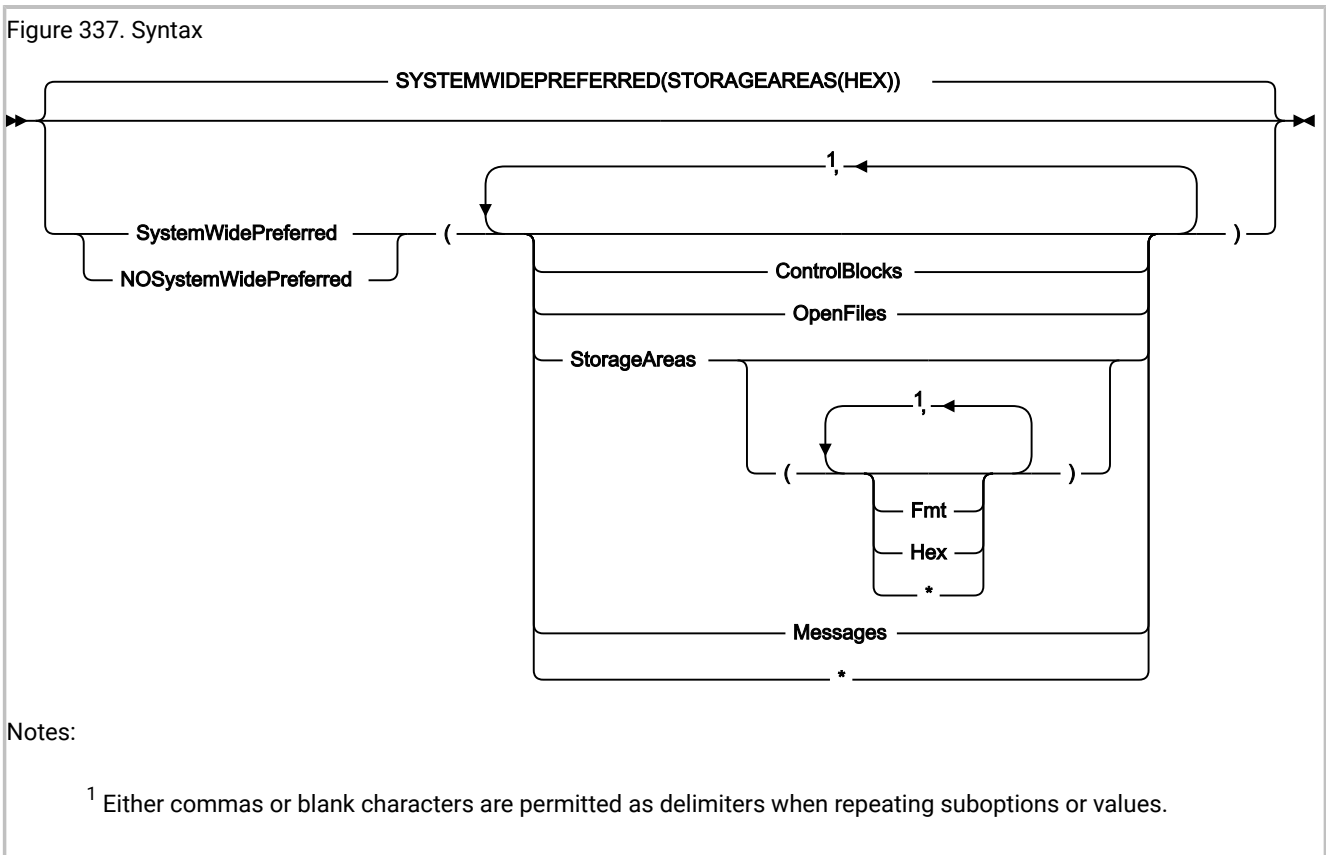 Figure 337. Syntax
SYSTEMWIDEPREFERRED(STORAGEAREAS(HEX))
1,
SystemWidePreferred ( )
NOSystemWidePreferred
ControlBlocks
OpenFiles
StorageAreas
1,
( )
Fmt
Hex
*
Messages
*
Notes:
1 Either commas or blank characters are permitted as delimiters when repeating suboptions or values.